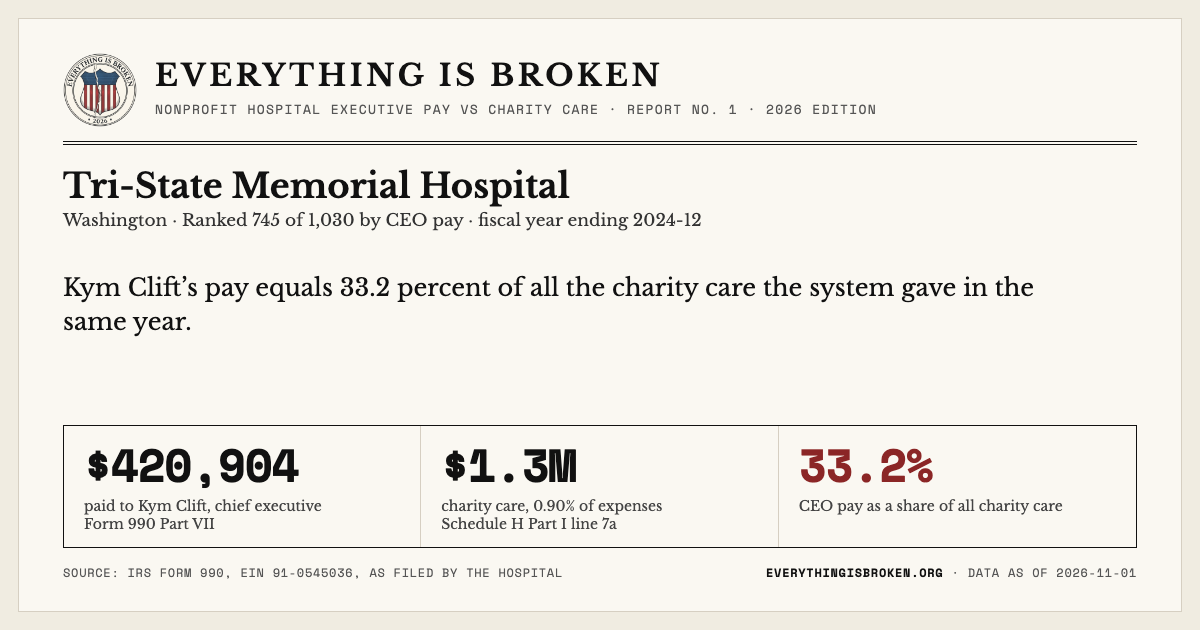 EVERYTHING IS BROKEN
2026
EVERYTHING IS BROKEN
NONPROFIT HOSPITAL EXECUTIVE PAY VS CHARITY CARE · REPORT NO. 1 · 2026 EDITION
Tri-State Memorial Hospital
Washington · Ranked 745 of 1,030 by CEO pay · fiscal year ending 2024-12
Kym Clift’s pay equals 33.2 percent of all the charity care the system gave in the
same year.
$420,904
paid to Kym Clift, chief executive
Form 990 Part VII
$1.3M
charity care, 0.90% of expenses
Schedule H Part I line 7a
33.2%
CEO pay as a share of all charity care
SOURCE: IRS FORM 990, EIN 91-0545036, AS FILED BY THE HOSPITAL
EVERYTHINGISBROKEN.ORG · DATA AS OF 2026-11-01